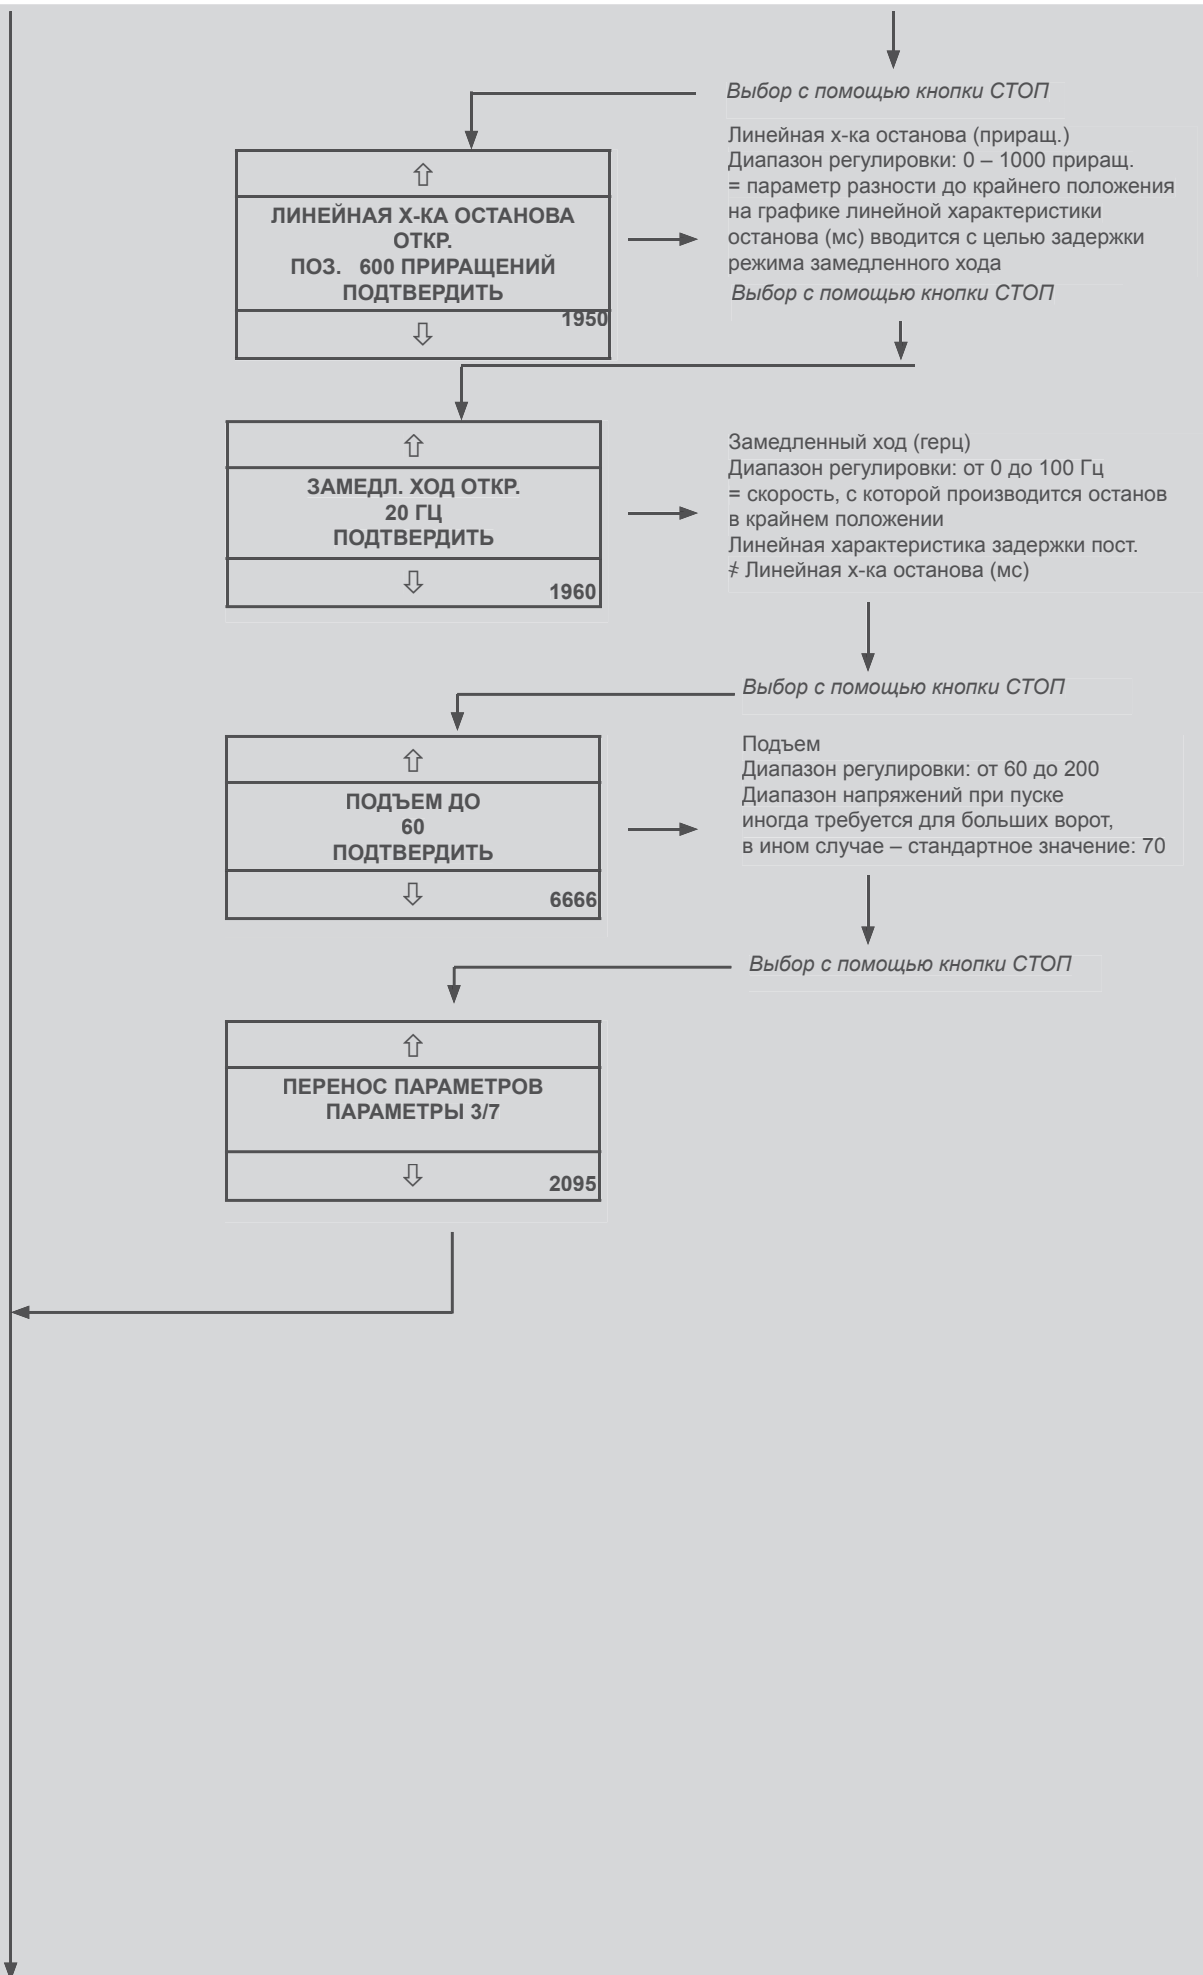 Выбор с помощью кнопки СТОП
⇧
ЛИНЕЙНАЯ Х-КА ОСТАНОВА
ОТКР.
ПОЗ. 600 ПРИРАЩЕНИЙ
ПОДТВЕРДИТЬ
1950
⇩
Линейная х-ка останова (приращ.)
Диапазон регулировки: 0 – 1000 приращ.
= параметр разности до крайнего положения
на графике линейной характеристики
останова (мс) вводится с целью задержки
режима замедленного хода
Выбор с помощью кнопки СТОП
⇧
ЗАМЕДЛ. ХОД ОТКР.
20 ГЦ
ПОДТВЕРДИТЬ
⇩
1960
Замедленный ход (герц)
Диапазон регулировки: от 0 до 100 Гц
= скорость, с которой производится останов
в крайнем положении
Линейная характеристика задержки пост.
≠ Линейная х-ка останова (мс)
Выбор с помощью кнопки СТОП
⇧
ПОДЪЕМ ДО
60
ПОДТВЕРДИТЬ
⇩
6666
Подъем
Диапазон регулировки: от 60 до 200
Диапазон напряжений при пуске
иногда требуется для больших ворот,
в ином случае – стандартное значение: 70
Выбор с помощью кнопки СТОП
⇧
ПЕРЕНОС ПАРАМЕТРОВ
ПАРАМЕТРЫ 3/7
⇩
2095